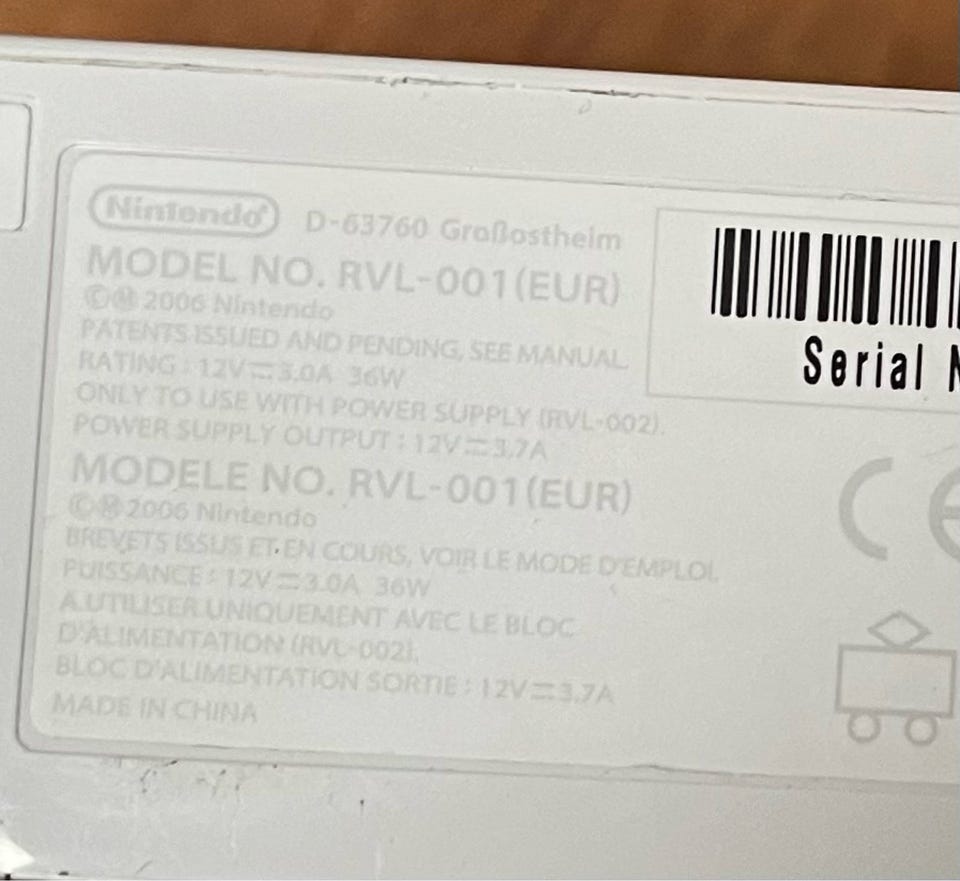 Nintendo® D-63760 Großostheim
MODEL NO. RVL-001(EUR)
©Ⓜ 2006 Nintendo
PATENTS ISSUED AND PENDING, SEE MANUAL.
RATING : 12V⎓3.0A 36W
ONLY TO USE WITH POWER SUPPLY (RVL-002).
POWER SUPPLY OUTPUT : 12V⎓3.7A
MODELE NO. RVL-001(EUR)
©Ⓜ 2006 Nintendo
BREVETS ISSUS ET EN COURS, VOIR LE MODE D'EMPLOI.
PUISSANCE : 12V⎓3.0A 36W
A UTILISER UNIQUEMENT AVEC LE BLOC
D'ALIMENTATION (RVL-002).
BLOC D'ALIMENTATION SORTIE : 12V⎓3.7A
MADE IN CHINA
Serial N
CE